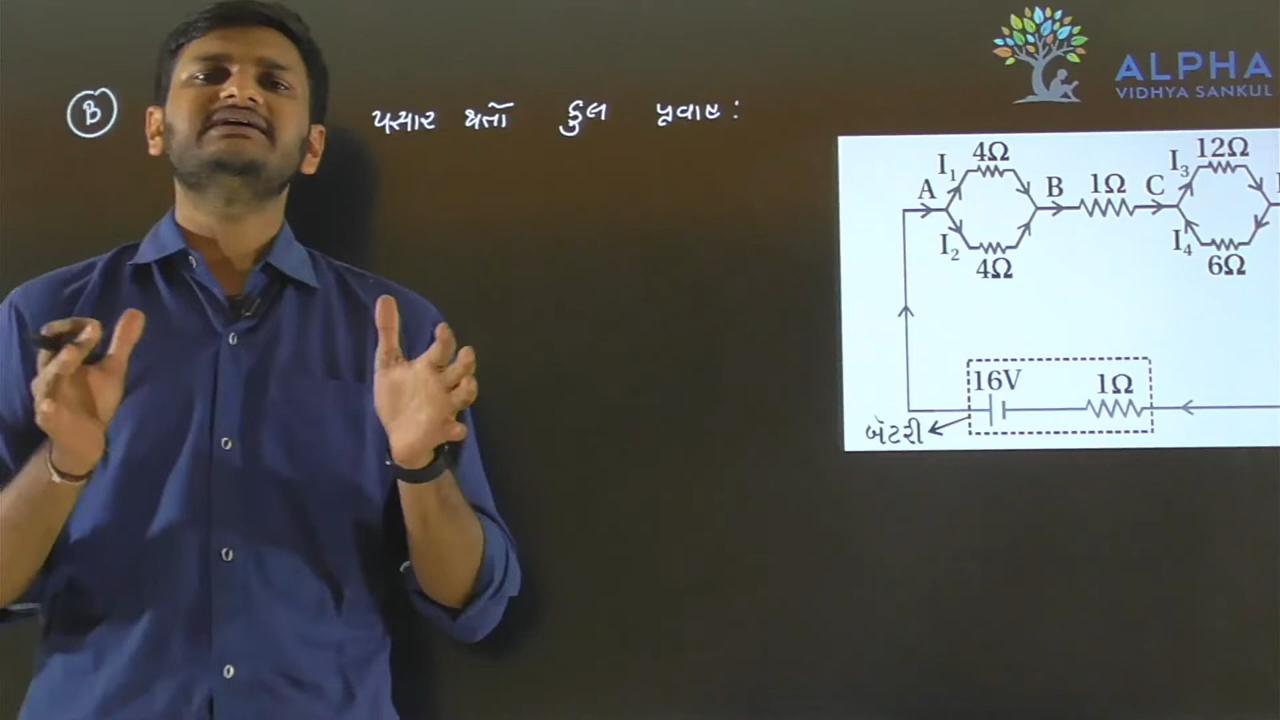 B પસાર થતો કુલ પ્રવાહ :
ALPHA
VIDHYA SANKUL
I₁ 4Ω
A B 1Ω C
I₂ 4Ω
I₃ 12Ω
I₄ 6Ω
16V 1Ω
બૅટરી